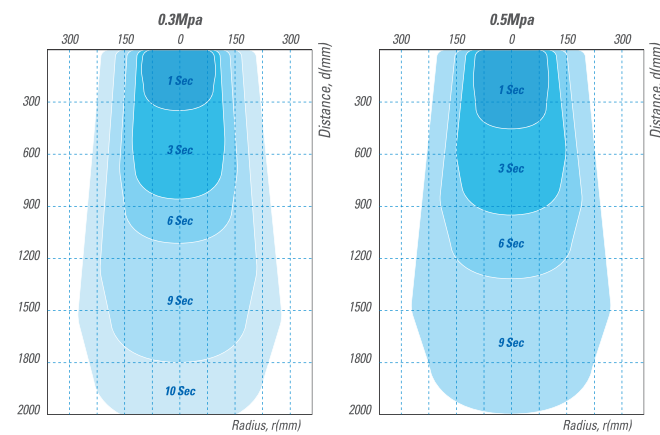 0.3Mpa
300 150 0 150 300
Distance, d(mm)
300
600
900
1200
1500
1800
2000
1 Sec
3 Sec
6 Sec
9 Sec
10 Sec
Radius, r(mm)
0.5Mpa
300 150 0 150 300
Distance, d(mm)
300
600
900
1200
1500
1800
2000
1 Sec
3 Sec
6 Sec
9 Sec
Radius, r(mm)